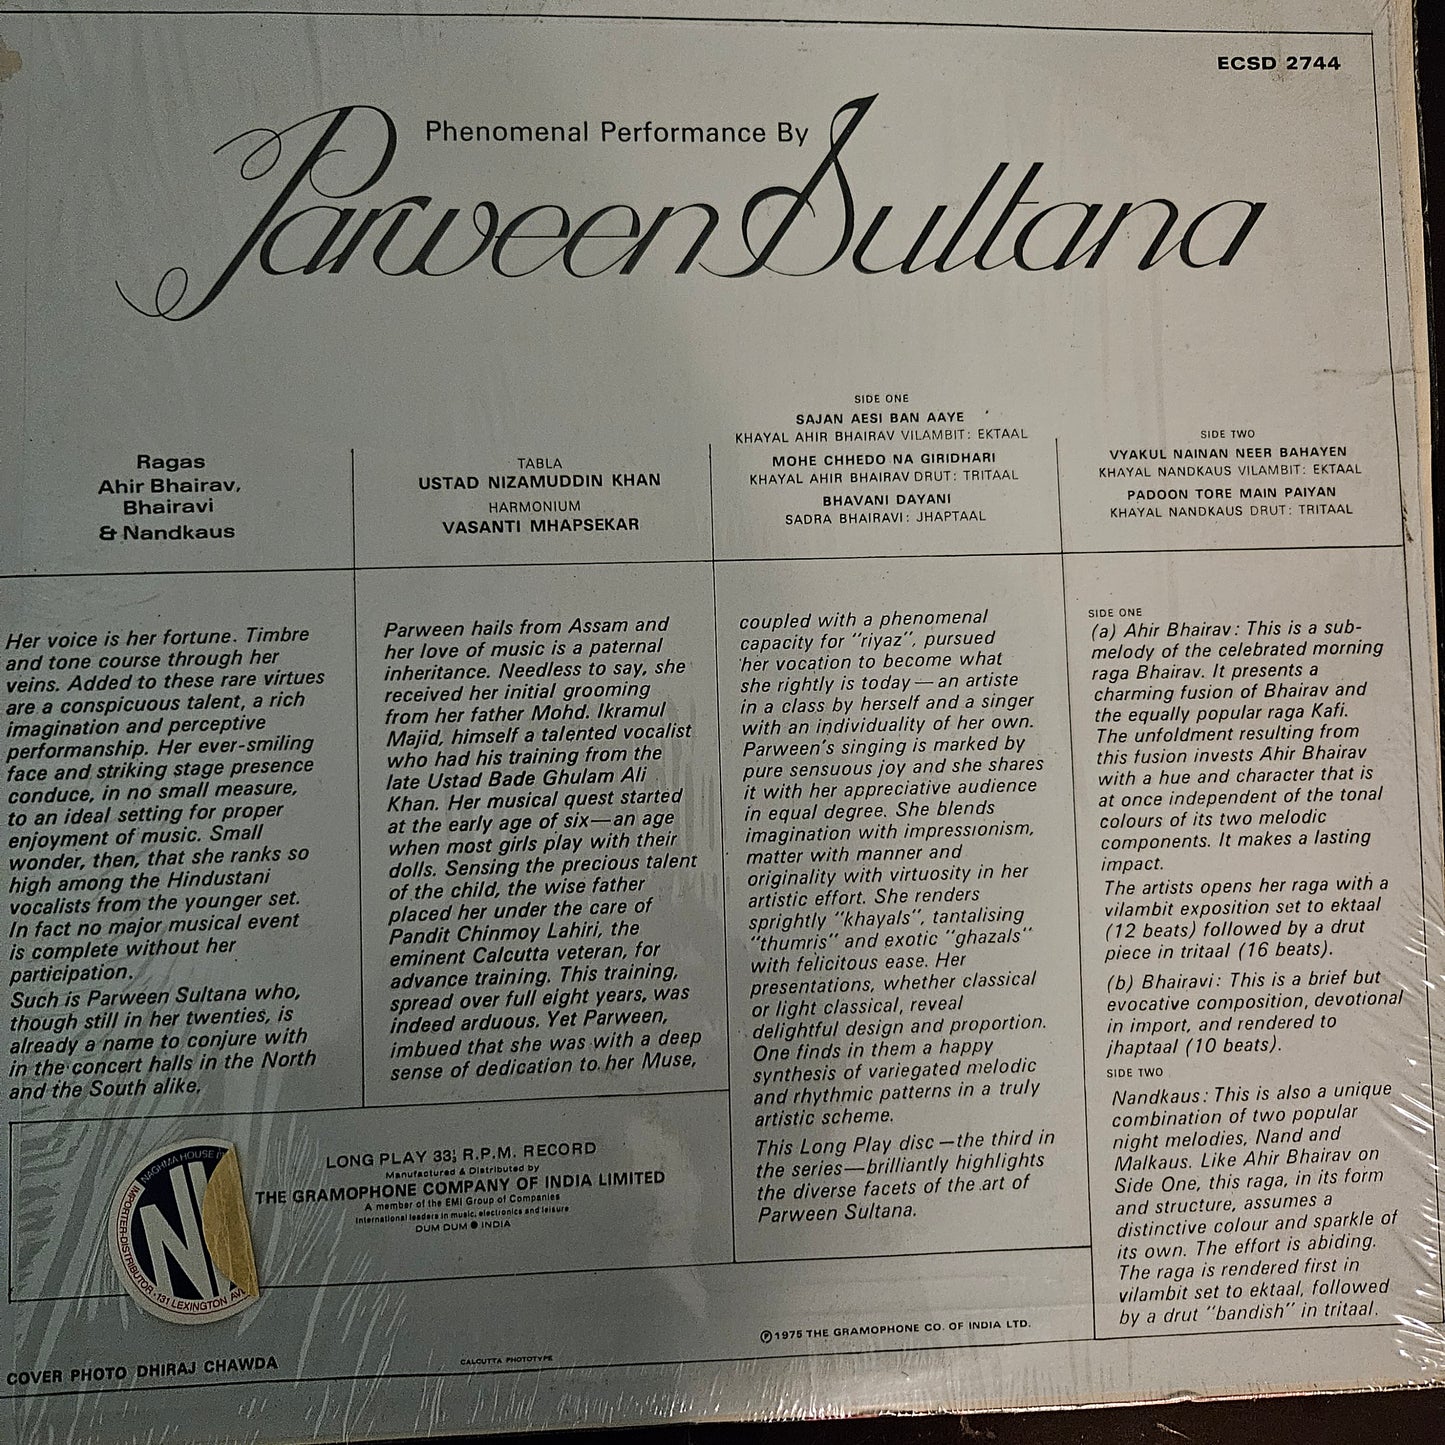 ECSD 2744
Phenomenal Performance By
Parween Sultana
Ragas
Ahir Bhairav,
Bhairavi
& Nandkaus
TABLA
USTAD NIZAMUDDIN KHAN
HARMONIUM
VASANTI MHAPSEKAR
SIDE ONE
SAJAN AESI BAN AAYE
KHAYAL AHIR BHAIRAV VILAMBIT: EKTAAL
MOHE CHHEDO NA GIRIDHARI
KHAYAL AHIR BHAIRAV DRUT: TRITAAL
BHAVANI DAYANI
SADRA BHAIRAVI: JHAPTAAL
SIDE TWO
VYAKUL NAINAN NEER BAHAYEN
KHAYAL NANDKAUS VILAMBIT: EKTAAL
PADOON TORE MAIN PAIYAN
KHAYAL NANDKAUS DRUT: TRITAAL
Her voice is her fortune. Timbre
and tone course through her
veins. Added to these rare virtues
are a conspicuous talent, a rich
imagination and perceptive
performanship. Her ever-smiling
face and striking stage presence
conduce, in no small measure,
to an ideal setting for proper
enjoyment of music. Small
wonder, then, that she ranks so
high among the Hindustani
vocalists from the younger set.
In fact no major musical event
is complete without her
participation.
Such is Parween Sultana who,
though still in her twenties, is
already a name to conjure with
in the concert halls in the North
and the South alike.
Parween hails from Assam and
her love of music is a paternal
inheritance. Needless to say, she
received her initial grooming
from her father Mohd. Ikramul
Majid, himself a talented vocalist
who had his training from the
late Ustad Bade Ghulam Ali
Khan. Her musical quest started
at the early age of six—an age
when most girls play with their
dolls. Sensing the precious talent
of the child, the wise father
placed her under the care of
Pandit Chinmoy Lahiri, the
eminent Calcutta veteran, for
advance training. This training,
spread over full eight years, was
indeed arduous. Yet Parween,
imbued that she was with a deep
sense of dedication to her Muse,
coupled with a phenomenal
capacity for "riyaz", pursued
her vocation to become what
she rightly is today—an artiste
in a class by herself and a singer
with an individuality of her own.
Parween's singing is marked by
pure sensuous joy and she shares
it with her appreciative audience
in equal degree. She blends
imagination with impressionism,
matter with manner and
originality with virtuosity in her
artistic effort. She renders
sprightly "khayals", tantalising
"thumris" and exotic "ghazals"
with felicitous ease. Her
presentations, whether classical
or light classical, reveal
delightful design and proportion.
One finds in them a happy
synthesis of variegated melodic
and rhythmic patterns in a truly
artistic scheme.
This Long Play disc—the third in
the series—brilliantly highlights
the diverse facets of the art of
Parween Sultana.
SIDE ONE
(a) Ahir Bhairav: This is a sub-
melody of the celebrated morning
raga Bhairav. It presents a
charming fusion of Bhairav and
the equally popular raga Kafi.
The unfoldment resulting from
this fusion invests Ahir Bhairav
with a hue and character that is
at once independent of the tonal
colours of its two melodic
components. It makes a lasting
impact.
The artists opens her raga with a
vilambit exposition set to ektaal
(12 beats) followed by a drut
piece in tritaal (16 beats).
(b) Bhairavi: This is a brief but
evocative composition, devotional
in import, and rendered to
jhaptaal (10 beats).
SIDE TWO
Nandkaus: This is also a unique
combination of two popular
night melodies, Nand and
Malkaus. Like Ahir Bhairav on
Side One, this raga, in its form
and structure, assumes a
distinctive colour and sparkle of
its own. The effort is abiding.
The raga is rendered first in
vilambit set to ektaal, followed
by a drut "bandish" in tritaal.
LONG PLAY 33⅓ R.P.M. RECORD
Manufactured & Distributed by
THE GRAMOPHONE COMPANY OF INDIA LIMITED
A member of the EMI Group of Companies
International leaders in music, electronics and leisure
DUM DUM ● INDIA
NAGHMA HOUSE
IMPORTER-DISTRIBUTOR · 131 LEXINGTON AV
N
℗ 1975 THE GRAMOPHONE CO. OF INDIA LTD.
COVER PHOTO DHIRAJ CHAWDA
CALCUTTA PHOTOTYPE